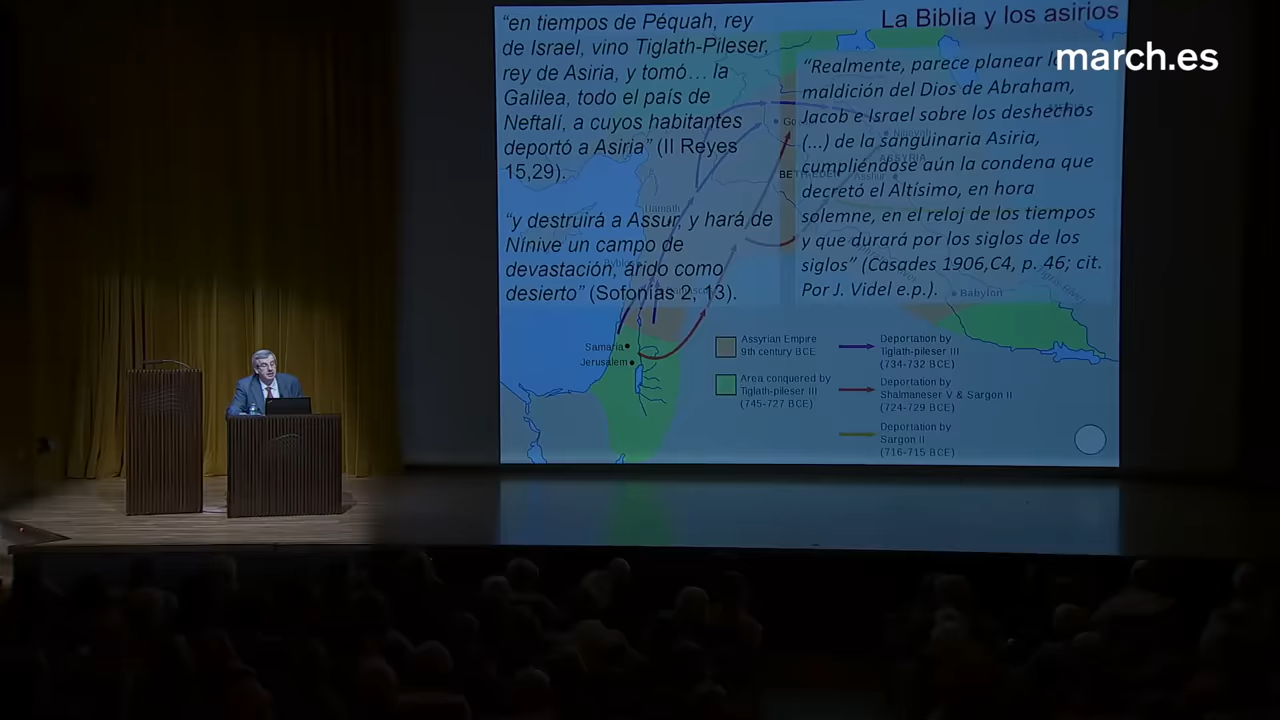 La Biblia y los asirios
march.es
“en tiempos de Péquah, rey
de Israel, vino Tiglath-Pileser,
rey de Asiria, y tomó... la
Galilea, todo el país de
Neftalí, a cuyos habitantes
deportó a Asiria” (II Reyes
15,29).
“y destruirá a Assur, y hará de
Nínive un campo de
devastación, árido como
desierto” (Sofonías 2, 13).
“Realmente, parece planear
maldición del Dios de Abraham,
Jacob e Israel sobre los deshechos
(...) de la sanguinaria Asiria,
cumpliéndose aún la condena que
decretó el Altísimo, en hora
solemne, en el reloj de los tiempos
y que durará por los siglos de los
siglos” (Casades 1906,C4, p. 46; cit.
Por J. Videl e.p.).
Hamath
Babylon
Samaria
Jerusalem
Assyrian Empire
9th century BCE
Area conquered by
Tiglath-pileser III
(745-727 BCE)
Deportation by
Tiglath-pileser III
(734-732 BCE)
Deportation by
Shalmaneser V & Sargon II
(724-729 BCE)
Deportation by
Sargon II
(716-715 BCE)